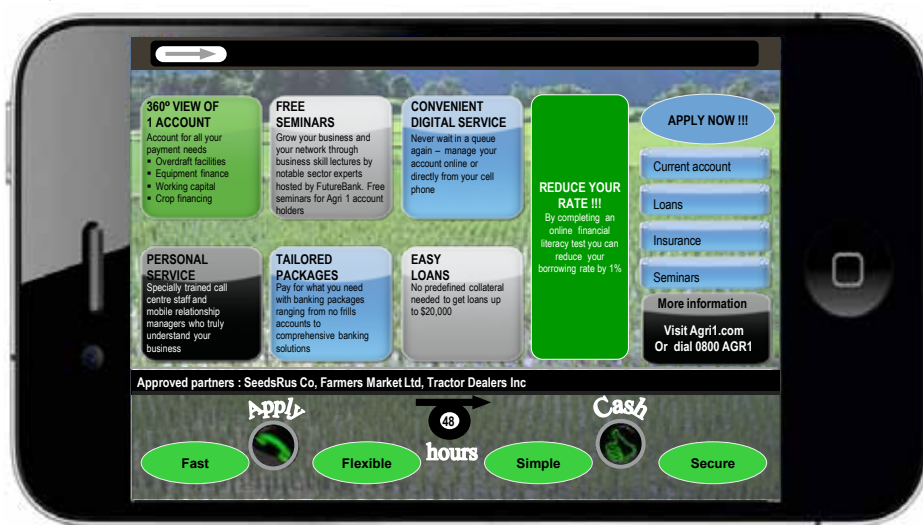 360º VIEW OF
1 ACCOUNT
Account for all your
payment needs
▪ Overdraft facilities
▪ Equipment finance
▪ Working capital
▪ Crop financing
FREE
SEMINARS
Grow your business and
your network through
business skill lectures by
notable sector experts
hosted by FutureBank. Free
seminars for Agri 1 account
holders
CONVENIENT
DIGITAL SERVICE
Never wait in a queue
again – manage your
account online or
directly from your cell
phone
PERSONAL
SERVICE
Specially trained call
centre staff and
mobile relationship
managers who truly
understand your
business
TAILORED
PACKAGES
Pay for what you need
with banking packages
ranging from no frills
accounts to
comprehensive banking
solutions
EASY
LOANS
No predefined collateral
needed to get loans up
to $20,000
REDUCE YOUR
RATE !!!
By completing an
online financial
literacy test you can
reduce your
borrowing rate by 1%
APPLY NOW !!!
Current account
Loans
Insurance
Seminars
More information
Visit Agri1.com
Or dial 0800 AGR1
Approved partners : SeedsRus Co, Farmers Market Ltd, Tractor Dealers Inc
Apply
48
hours
Cash
Fast
Flexible
Simple
Secure